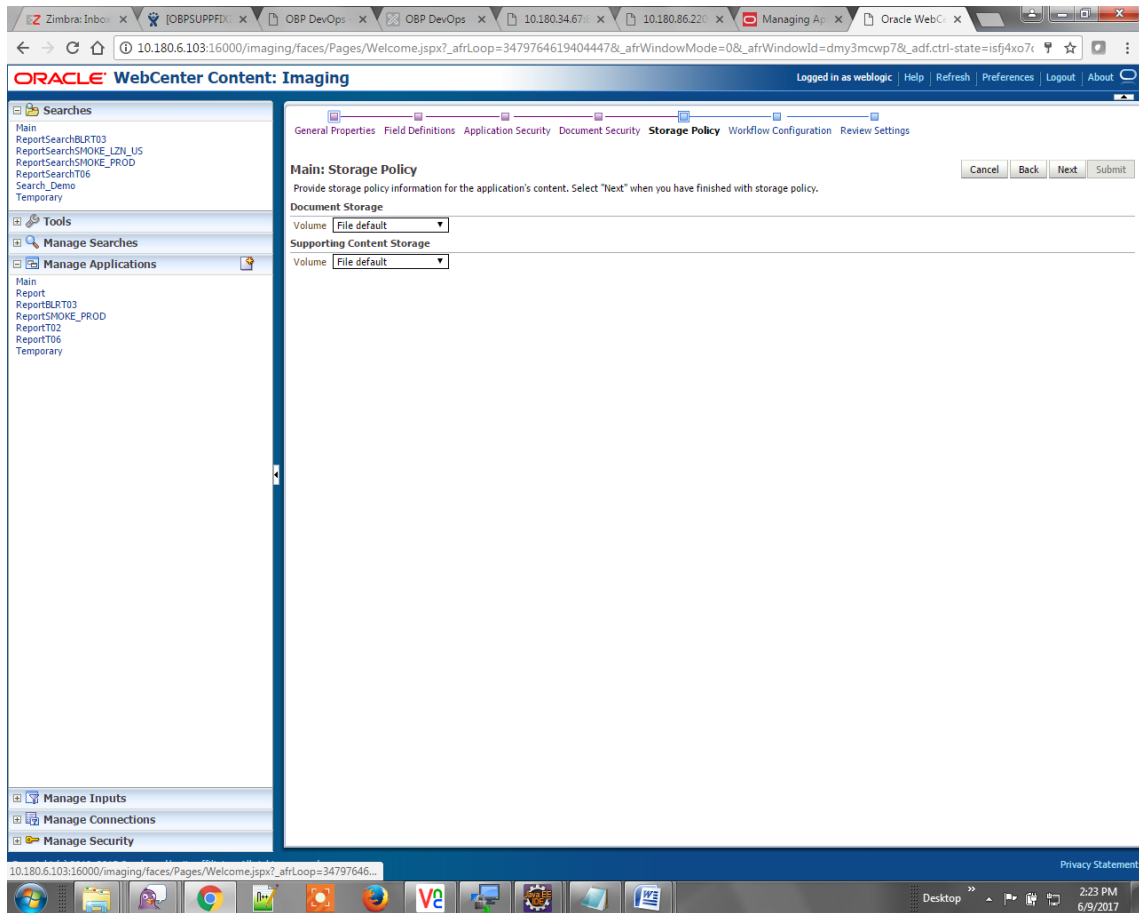 Zimbra: Inbox
[OBPSUPPFIX
OBP DevOps
OBP DevOps
10.180.34.67:
10.180.86.220
Managing Ap
Oracle WebCe
10.180.6.103:16000/imaging/faces/Pages/Welcome.jspx?_afrLoop=34797646194044478&_afrWindowMode=0&_afrWindowId=dmy3mcwp7&_adf.ctrl-state=isfj4xo7c
ORACLE WebCenter Content: Imaging
Logged in as weblogic | Help | Refresh | Preferences | Logout | About
Searches
Main
ReportSearchBLRT03
ReportSearchSMOKE_LZN_US
ReportSearchSMOKE_PROD
ReportSearchT06
Search_Demo
Temporary
Tools
Manage Searches
Manage Applications
Main
Report
ReportBLRT03
ReportSMOKE_PROD
ReportT02
ReportT06
Temporary
General Properties Field Definitions Application Security Document Security Storage Policy Workflow Configuration Review Settings
Main: Storage Policy
Cancel Back Next Submit
Provide storage policy information for the application's content. Select "Next" when you have finished with storage policy.
Document Storage
Volume File default
Supporting Content Storage
Volume File default
Manage Inputs
Manage Connections
Manage Security
Privacy Statement
10.180.6.103:16000/imaging/faces/Pages/Welcome.jspx?_afrLoop=34797646...
Desktop
2:23 PM
6/9/2017